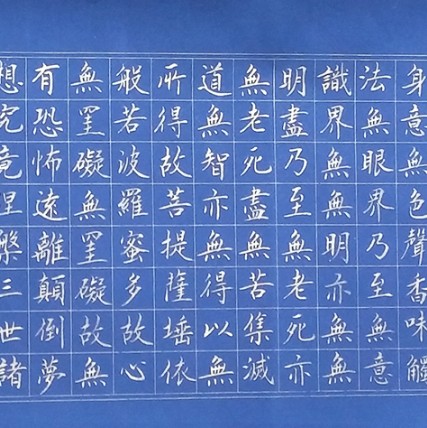 身意無色聲香味觸
法無眼界乃至無意
識界無無明亦無無
明盡乃至無老死亦
無老死盡無苦集滅
道無智亦無得以無
所得故菩提薩埵依
般若波羅蜜多故心
無罣礙無罣礙故無
有恐怖遠離顛倒夢
想究竟涅槃三世諸